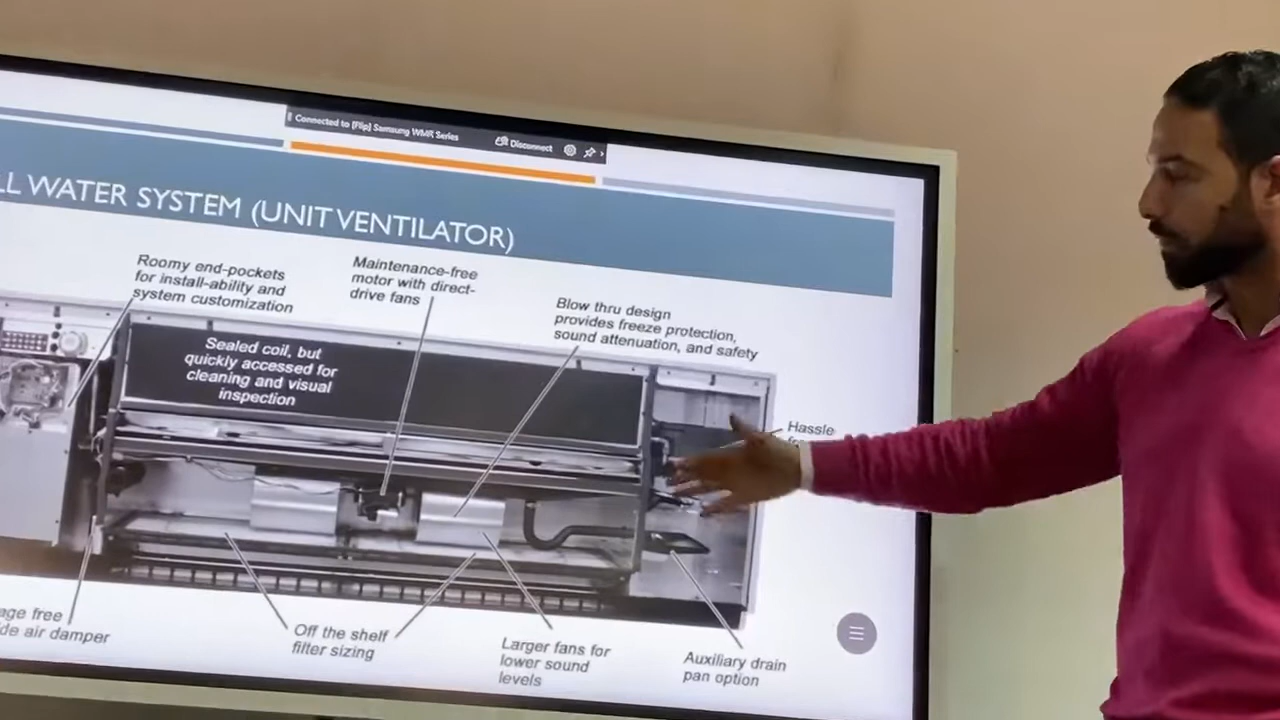 Connected to [Flip] Samsung WMR Series
Disconnect
LL WATER SYSTEM (UNIT VENTILATOR)
Roomy end-pockets
for install-ability and
system customization
Maintenance-free
motor with direct-
drive fans
Blow thru design
provides freeze protection,
sound attenuation, and safety
Sealed coil, but
quickly accessed for
cleaning and visual
inspection
Hassle
age free
de air damper
Off the shelf
filter sizing
Larger fans for
lower sound
levels
Auxiliary drain
pan option